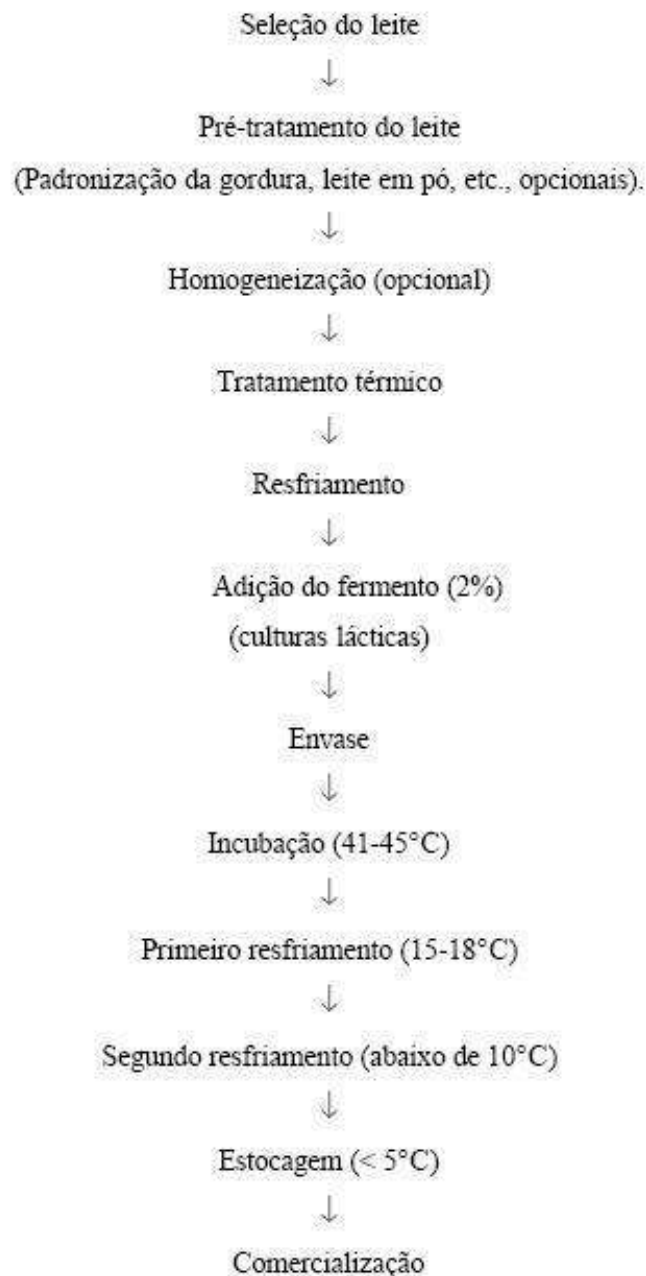 Seleção do leite
↓
Pré-tratamento do leite
(Padronização da gordura, leite em pó, etc., opcionais).
↓
Homogeneização (opcional)
↓
Tratamento térmico
↓
Resfriamento
↓
Adição do fermento (2%)
(culturas lácticas)
↓
Envase
↓
Incubação (41-45°C)
↓
Primeiro resfriamento (15-18°C)
↓
Segundo resfriamento (abaixo de 10°C)
↓
Estocagem (< 5°C)
↓
Comercialização